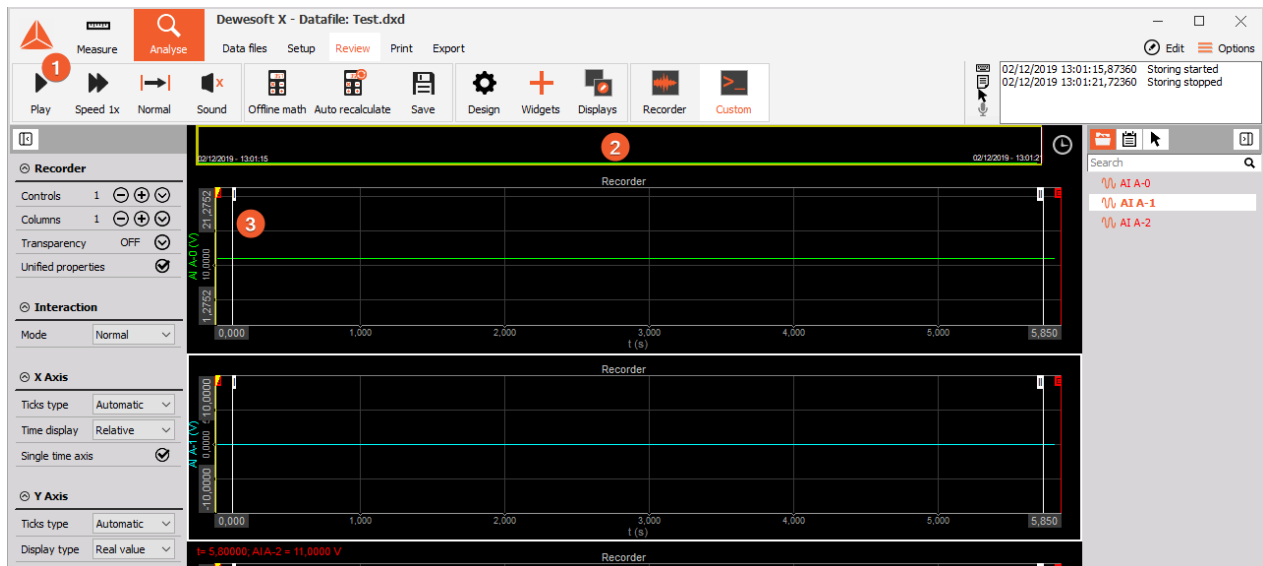 Dewesoft X - Datafile: Test.dxd
Measure
Analyse
Data files Setup Review Print Export
Edit Options
1
Play Speed 1x Normal Sound Offline math Auto recalculate Save Design Widgets Displays Recorder Custom
02/12/2019 13:01:15,87360 Storing started
02/12/2019 13:01:21,72360 Storing stopped
Recorder
Controls 1
Columns 1
Transparency OFF
Unified properties
Interaction
Mode Normal
X Axis
Ticks type Automatic
Time display Relative
Single time axis
Y Axis
Ticks type Automatic
Display type Real value
2
02/12/2019 - 13:01:15
02/12/2019 - 13:01:21
Recorder
3
AI A-0 (V)
21,2752
10,0000
1,2752
0,000 1,000 2,000 3,000 4,000 5,000 5,850
t (s)
Recorder
AI A-1 (V)
10,0000
0,0000
-10,0000
0,000 1,000 2,000 3,000 4,000 5,000 5,850
t (s)
t= 5,80000; AI A-2 = 11,0000 V
Recorder
Search
AI A-0
AI A-1
AI A-2